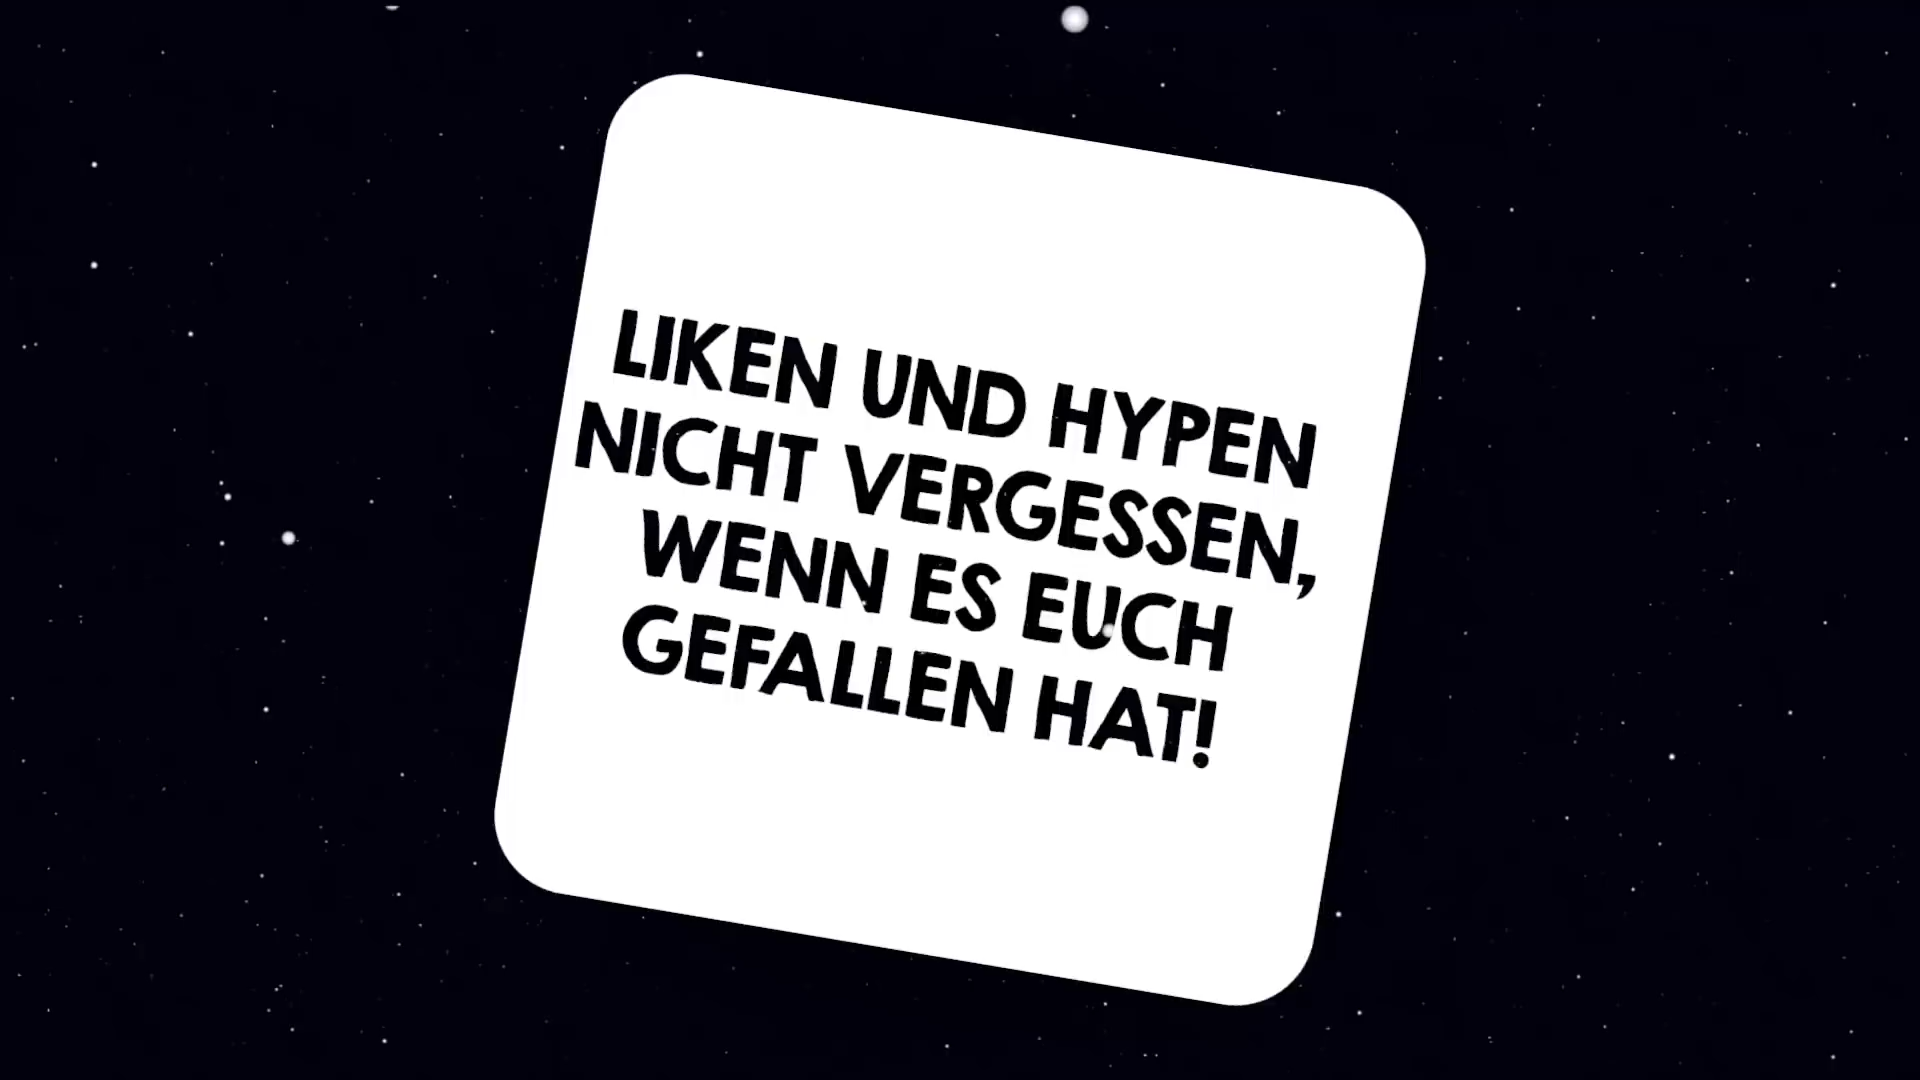 LIKEN UND HYPEN
NICHT VERGESSEN,
WENN ES EUCH
GEFALLEN HAT!